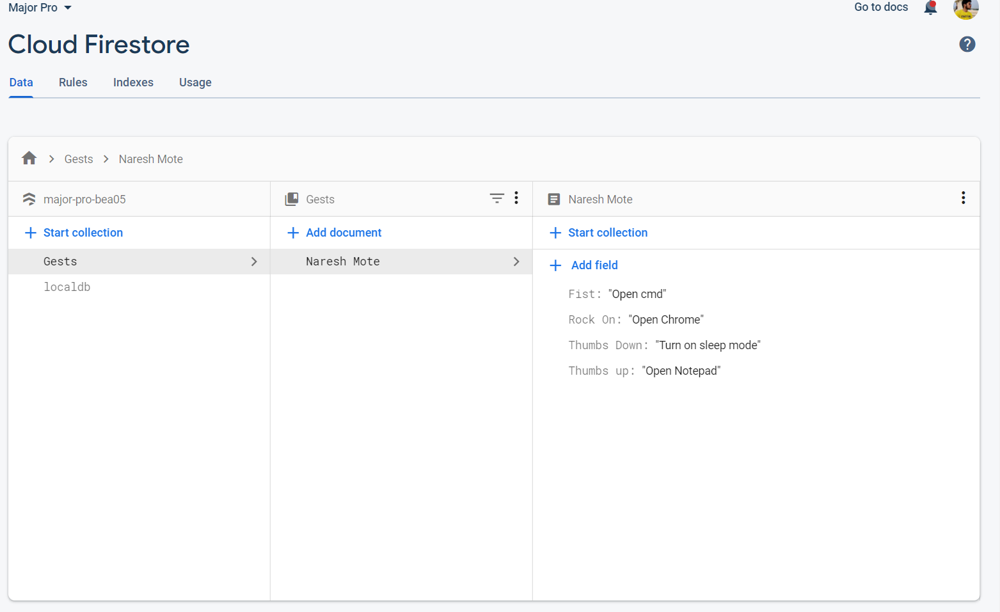 Major Pro
Go to docs
Cloud Firestore
?
Data Rules Indexes Usage
Gests Naresh Mote
major-pro-bea05
Gests
Naresh Mote
+ Start collection
+ Add document
+ Start collection
Gests
localdb
Naresh Mote
+ Add field
Fist: "Open cmd"
Rock On: "Open Chrome"
Thumbs Down: "Turn on sleep mode"
Thumbs up: "Open Notepad"